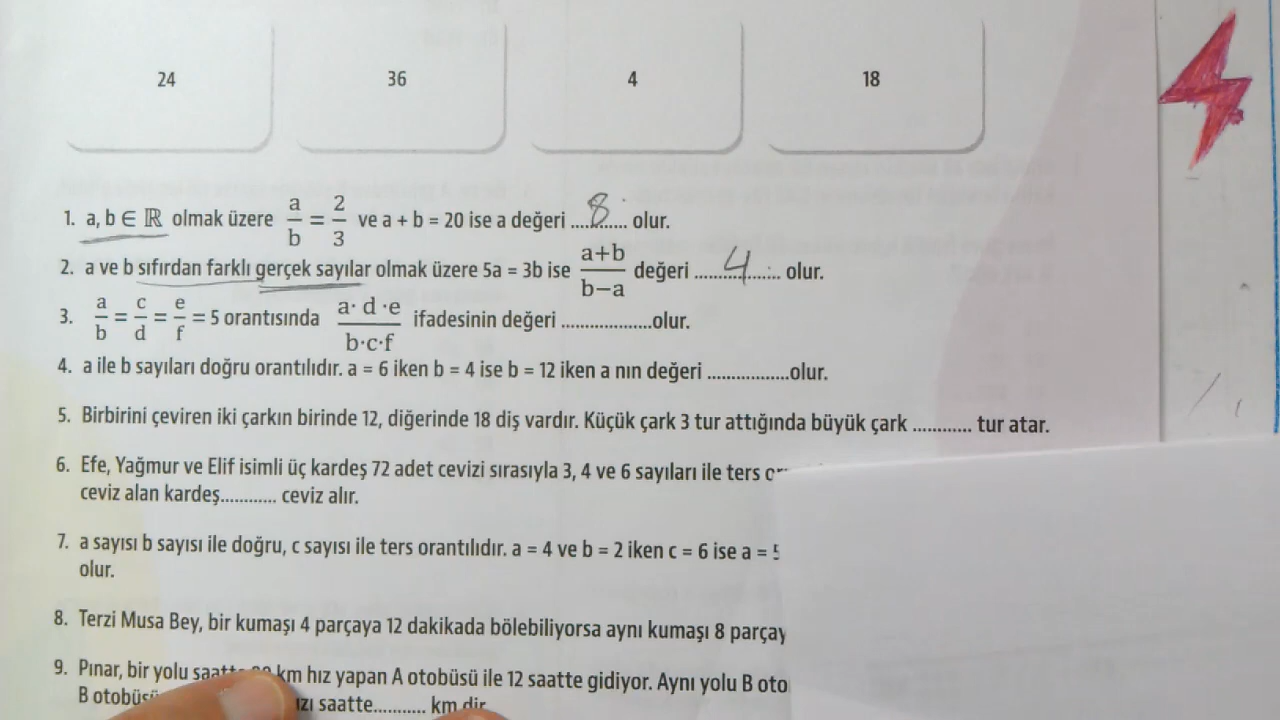 24 36 4 18
1. a, b ∈ ℝ olmak üzere a/b = 2/3 ve a + b = 20 ise a değeri ....8...... olur.
2. a ve b sıfırdan farklı gerçek sayılar olmak üzere 5a = 3b ise a+b/b−a değeri ........4....... olur.
3. a/b = c/d = e/f = 5 orantısında a·d·e/b·c·f ifadesinin değeri ...................olur.
4. a ile b sayıları doğru orantılıdır. a = 6 iken b = 4 ise b = 12 iken a nın değeri .................olur.
5. Birbirini çeviren iki çarkın birinde 12, diğerinde 18 diş vardır. Küçük çark 3 tur attığında büyük çark ............ tur atar.
6. Efe, Yağmur ve Elif isimli üç kardeş 72 adet cevizi sırasıyla 3, 4 ve 6 sayıları ile ters
ceviz alan kardeş............ ceviz alır.
7. a sayısı b sayısı ile doğru, c sayısı ile ters orantılıdır. a = 4 ve b = 2 iken c = 6 ise a =
olur.
8. Terzi Musa Bey, bir kumaşı 4 parçaya 12 dakikada bölebiliyorsa aynı kumaşı 8
9. Pınar, bir yolu km hız yapan A otobüsü ile 12 saatte gidiyor. Aynı yolu B
B saatte........... km dir